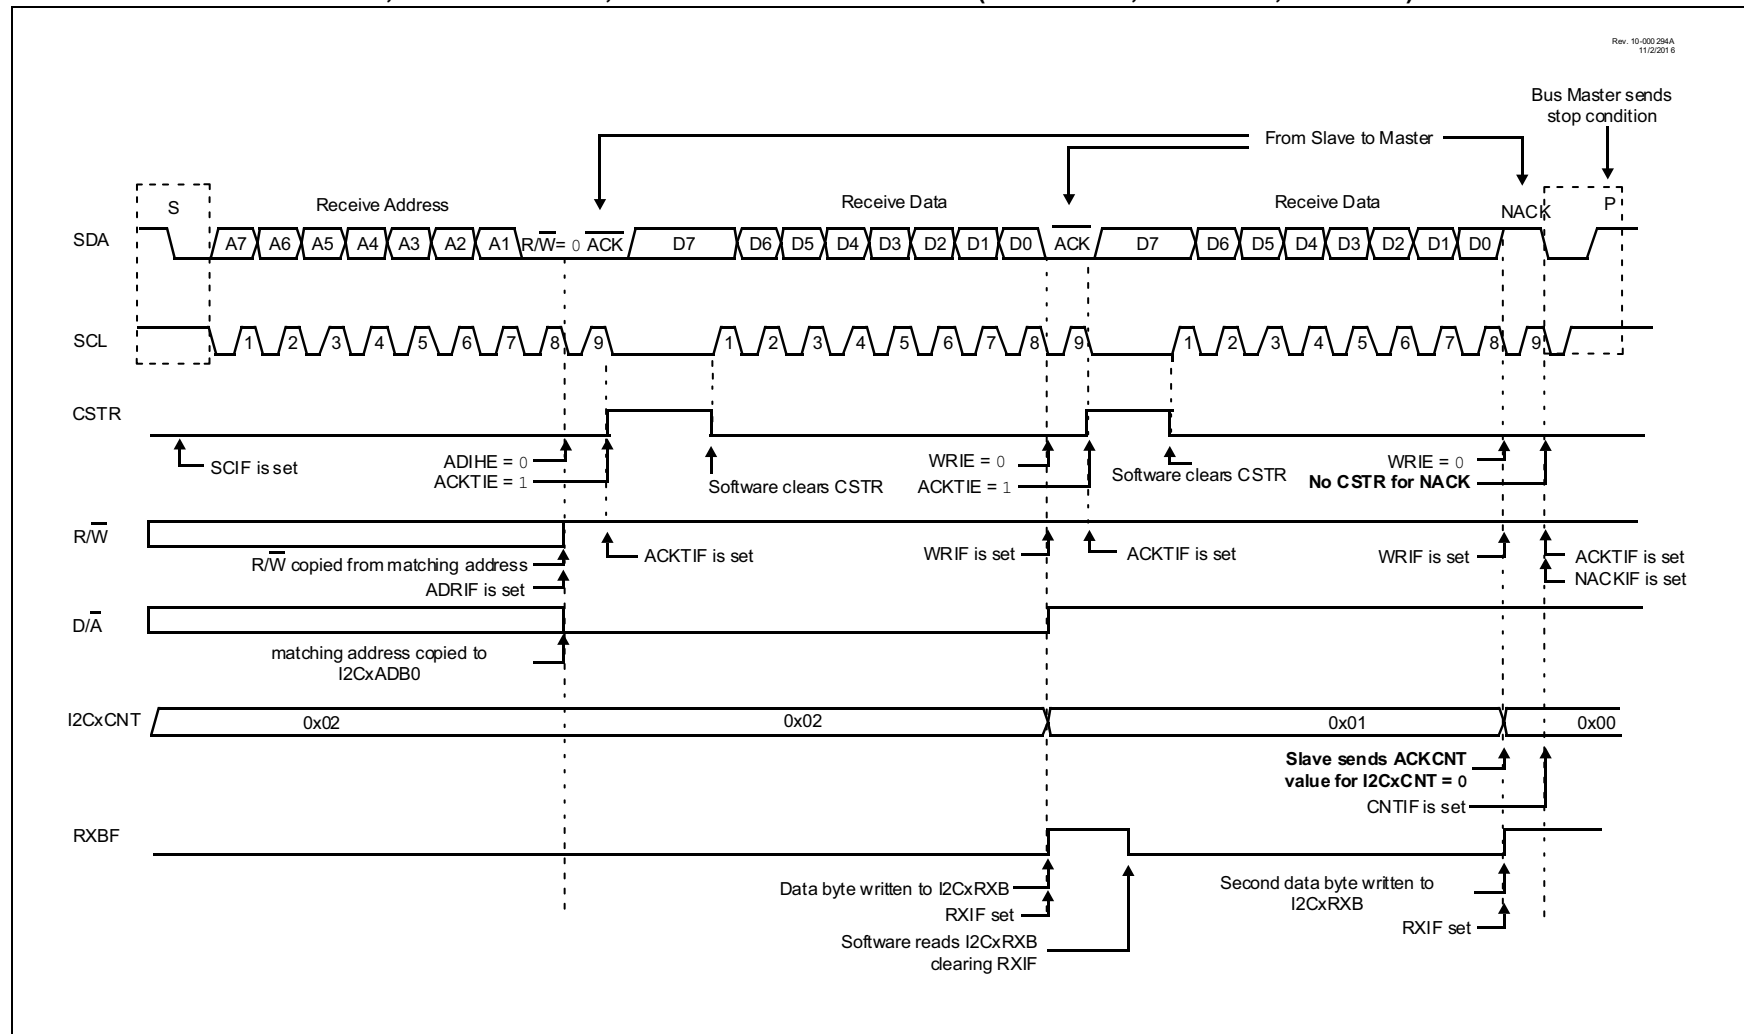 Rev. 10-000 294A
11/2/2016
Bus Master sends
stop condition
From Slave to Master
S
Receive Address
Receive Data
Receive Data
NACK
P
SDA
A7 A6 A5 A4 A3 A2 A1 R/W= 0 ACK D7 D6 D5 D4 D3 D2 D1 D0 ACK D7 D6 D5 D4 D3 D2 D1 D0
SCL
1 2 3 4 5 6 7 8 9 1 2 3 4 5 6 7 8 9 1 2 3 4 5 6 7 8 9
CSTR
SCIF is set
ADIHE = 0
ACKTIE = 1
Software clears CSTR
WRIE = 0
ACKTIE = 1
Software clears CSTR
WRIE = 0
No CSTR for NACK
R/W
R/W copied from matching address
ADRIF is set
ACKTIF is set
WRIF is set
ACKTIF is set
WRIF is set
ACKTIF is set
NACKIF is set
D/A
matching address copied to
I2CxADB0
I2CxCNT
0x02
0x02
0x01
0x00
Slave sends ACKCNT
value for I2CxCNT = 0
CNTIF is set
RXBF
Data byte written to I2CxRXB
RXIF set
Software reads I2CxRXB
clearing RXIF
Second data byte written to
I2CxRXB
RXIF set